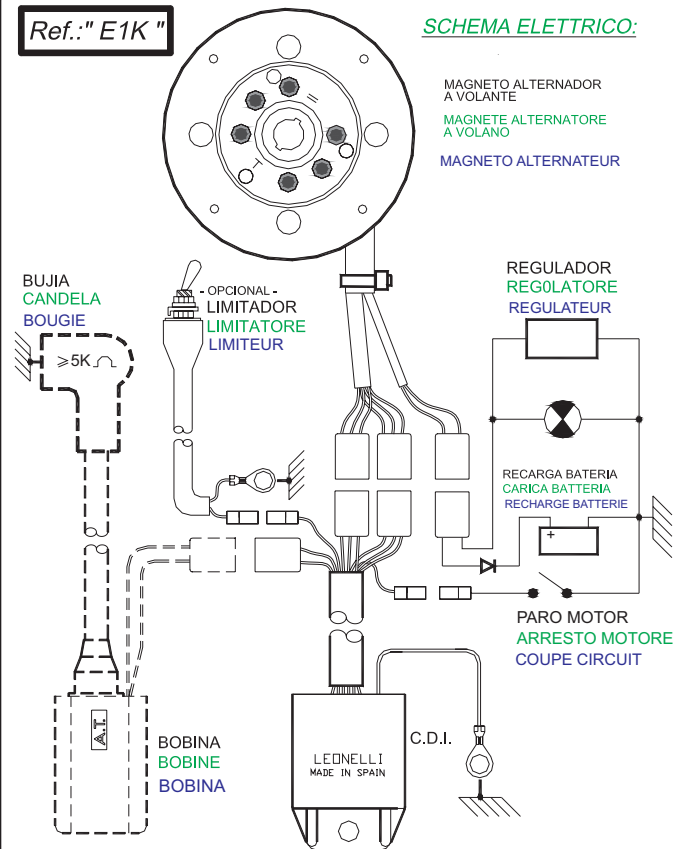 Ref.:" E1K "
SCHEMA ELETTRICO:
MAGNETO ALTERNADOR
A VOLANTE
MAGNETE ALTERNATORE
A VOLANO
MAGNETO ALTERNATEUR
BUJIA
CANDELA
BOUGIE
≥5K
- OPCIONAL -
LIMITADOR
LIMITATORE
LIMITEUR
REGULADOR
REG0LATORE
REGULATEUR
RECARGA BATERIA
CARICA BATTERIA
RECHARGE BATTERIE
+
PARO MOTOR
ARRESTO MOTORE
COUPE CIRCUIT
A.T.
BOBINA
BOBINE
BOBINA
C.D.I.
LEONELLI
MADE IN SPAIN